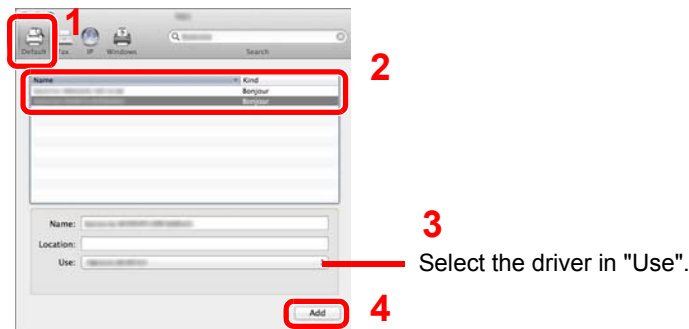 1
Default Fax IP Windows Search
2
Name Kind
Bonjour
Bonjour
Name:
Location:
3
Use: Select the driver in "Use".
Add 4